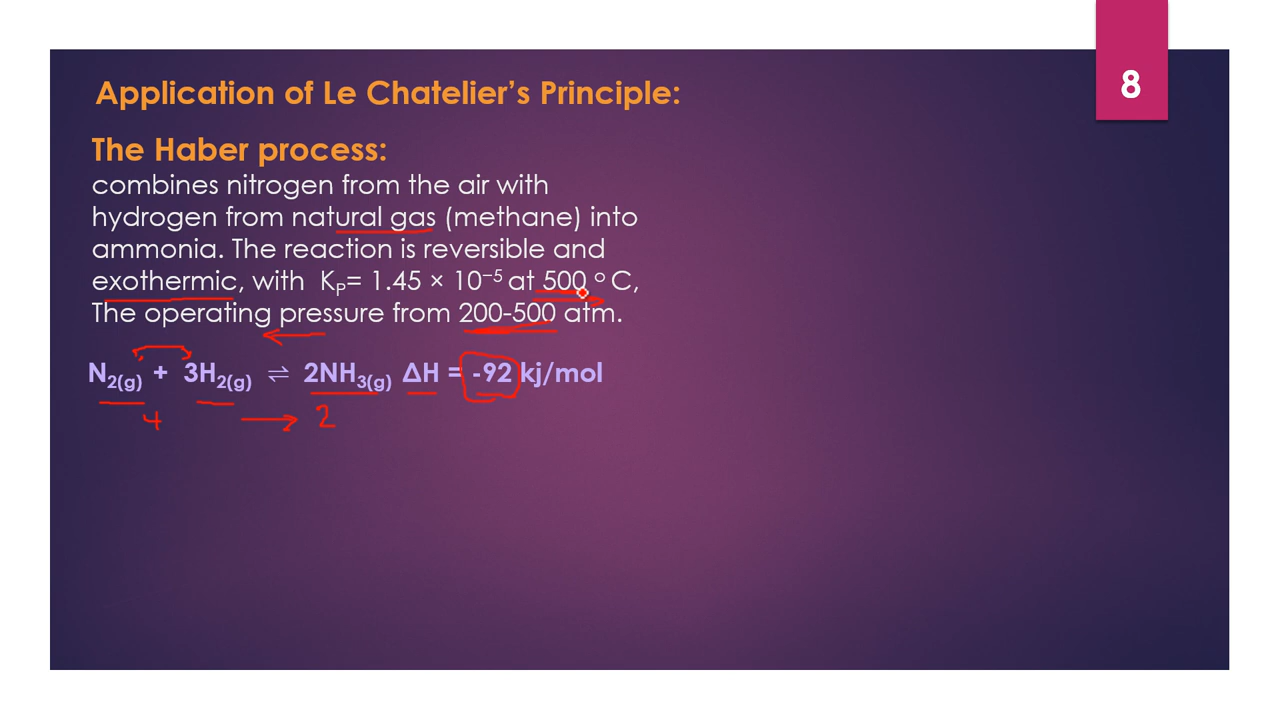 8
Application of Le Chatelier’s Principle:
The Haber process:
combines nitrogen from the air with
hydrogen from natural gas (methane) into
ammonia. The reaction is reversible and
exothermic, with Kₚ= 1.45 × 10⁻⁵ at 500 ᵒ C,
The operating pressure from 200-500 atm.
N₂(g) + 3H₂(g) ⇌ 2NH₃(g) ΔH = -92 kj/mol
4 → 2